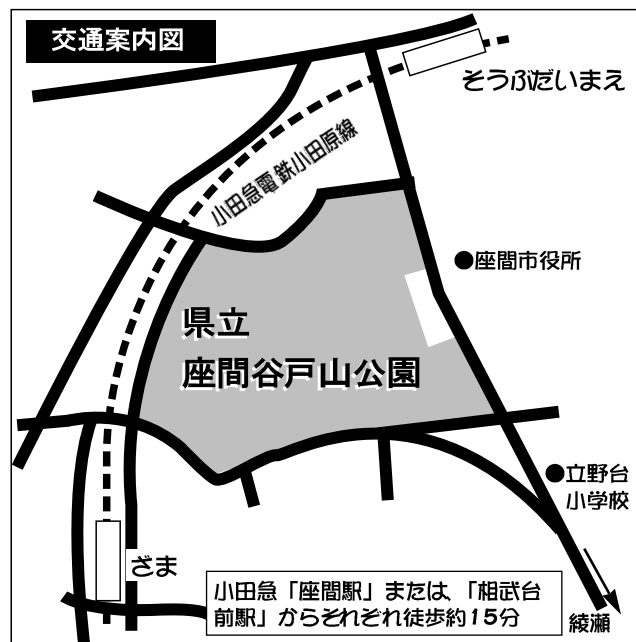 交通案内図
そうぶだいまえ
小田急電鉄小田原線
●座間市役所
県立
座間谷戸山公園
●立野台
小学校
ざま
小田急「座間駅」または、「相武台
前駅」からそれぞれ徒歩約15分
綾瀬